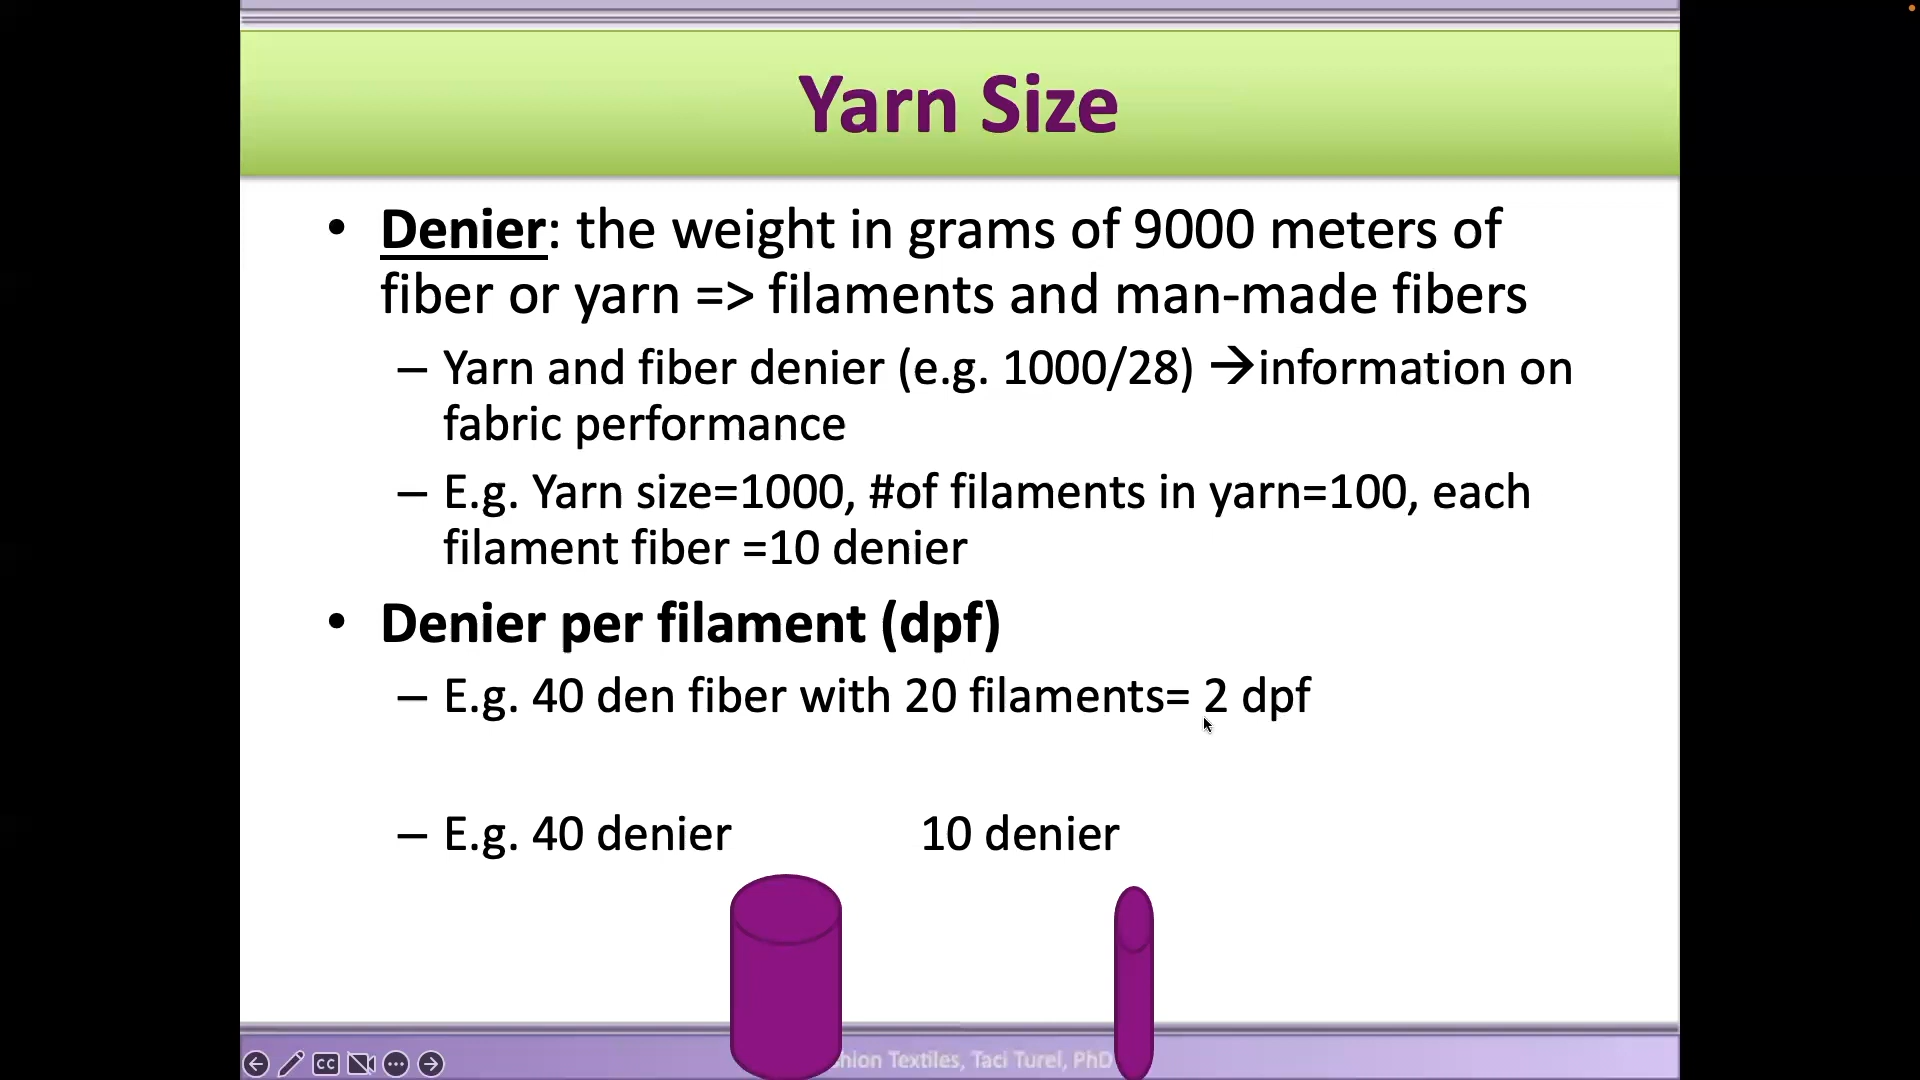 Yarn Size
• Denier: the weight in grams of 9000 meters of
fiber or yarn => filaments and man-made fibers
– Yarn and fiber denier (e.g. 1000/28) →information on
fabric performance
– E.g. Yarn size=1000, #of filaments in yarn=100, each
filament fiber =10 denier
• Denier per filament (dpf)
– E.g. 40 den fiber with 20 filaments= 2 dpf
– E.g. 40 denier 10 denier
Textiles, Taci Turel, PhD
CC